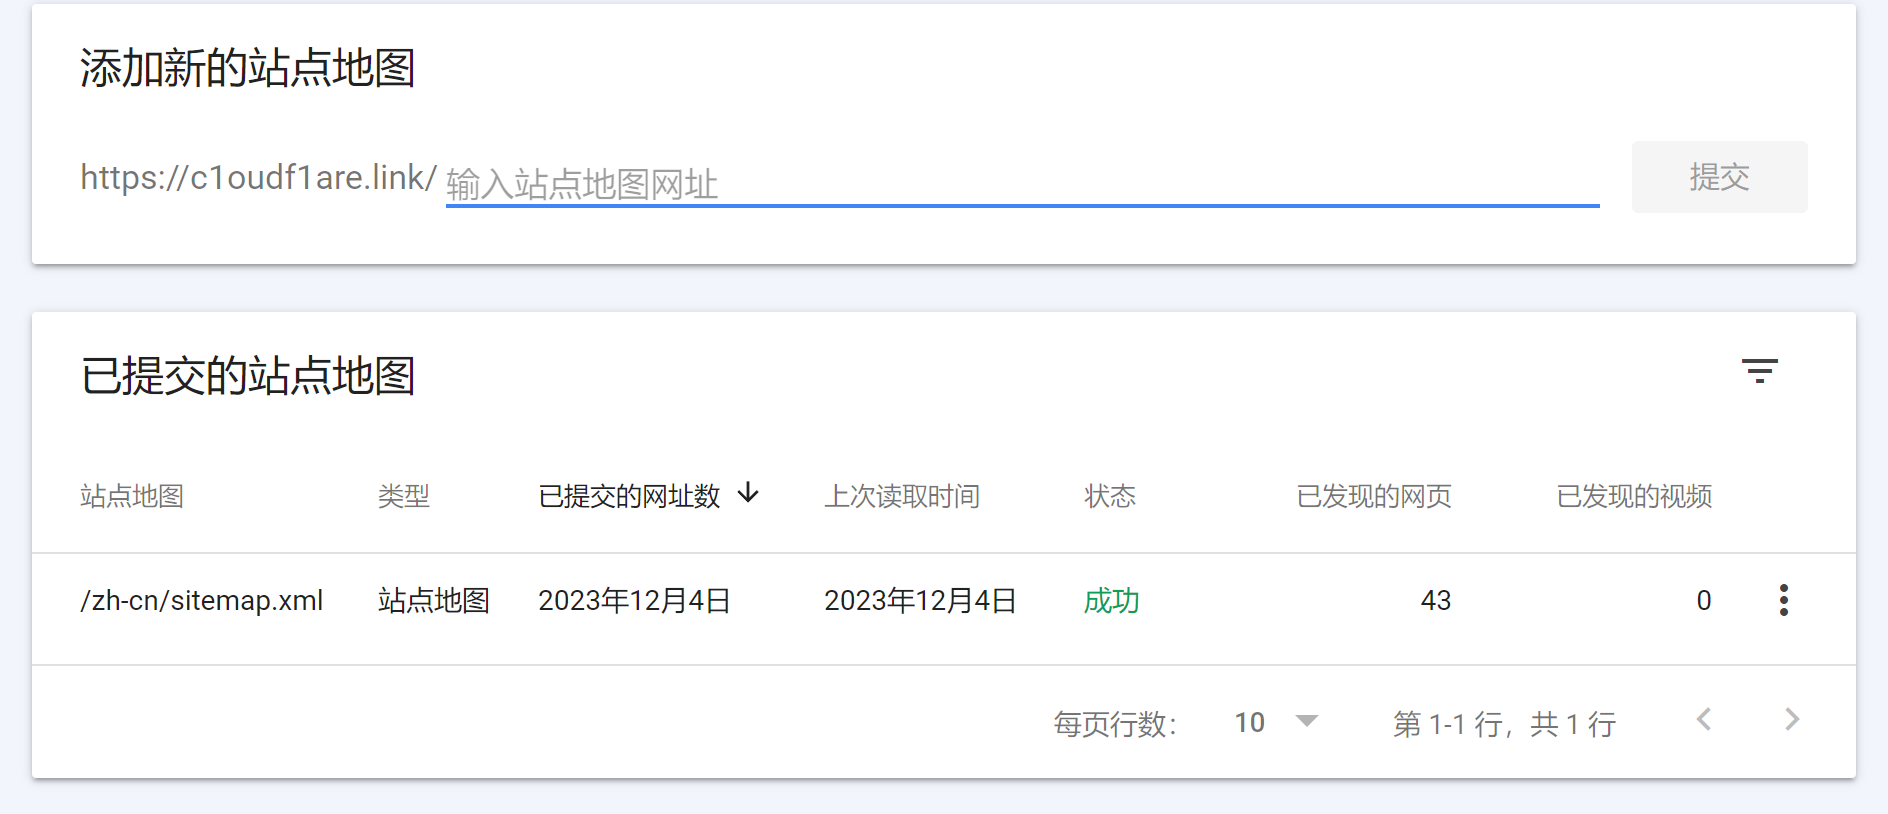 添加新的站点地图
https://c1oudf1are.link/ 输入站点地图网址 提交
已提交的站点地图
站点地图 类型 已提交的网址数 上次读取时间 状态 已发现的网页 已发现的视频
/zh-cn/sitemap.xml 站点地图 2023年12月4日 2023年12月4日 成功 43 0
每页行数： 10 第 1-1 行，共 1 行